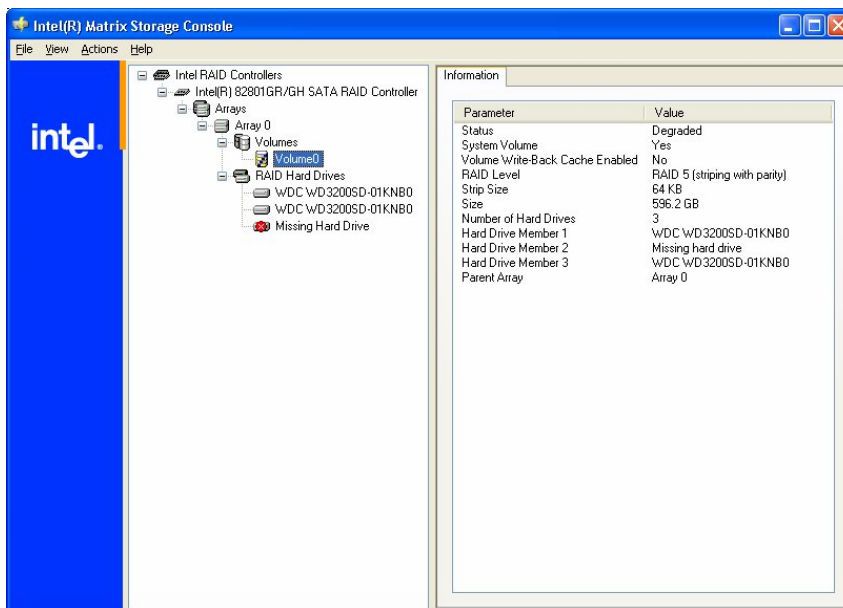 Intel(R) Matrix Storage Console
File View Actions Help
intel.
Intel RAID Controllers
Intel(R) 82801GR/GH SATA RAID Controller
Arrays
Array 0
Volumes
Volume0
RAID Hard Drives
WDC WD3200SD-01KNB0
WDC WD3200SD-01KNB0
Missing Hard Drive
Information
Parameter Value
Status Degraded
System Volume Yes
Volume Write-Back Cache Enabled No
RAID Level RAID 5 (striping with parity)
Strip Size 64 KB
Size 596.2 GB
Number of Hard Drives 3
Hard Drive Member 1 WDC WD3200SD-01KNB0
Hard Drive Member 2 Missing hard drive
Hard Drive Member 3 WDC WD3200SD-01KNB0
Parent Array Array 0